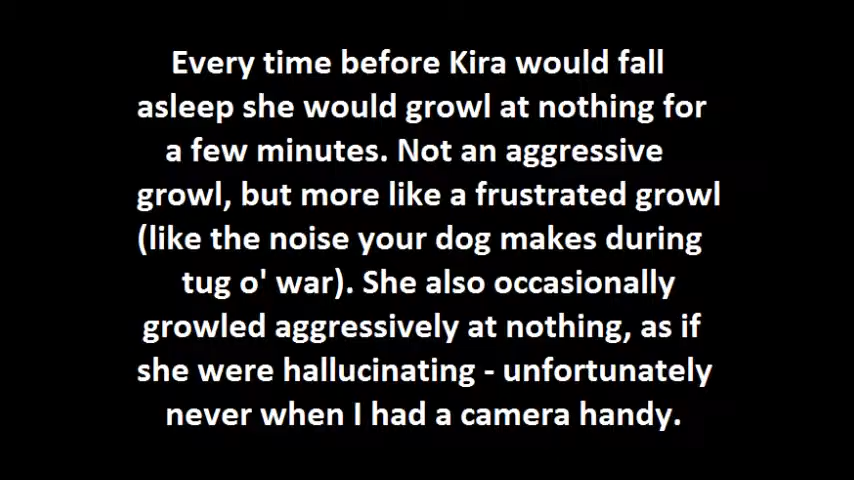 Every time before Kira would fall
asleep she would growl at nothing for
a few minutes. Not an aggressive
growl, but more like a frustrated growl
(like the noise your dog makes during
tug o' war). She also occasionally
growled aggressively at nothing, as if
she were hallucinating - unfortunately
never when I had a camera handy.